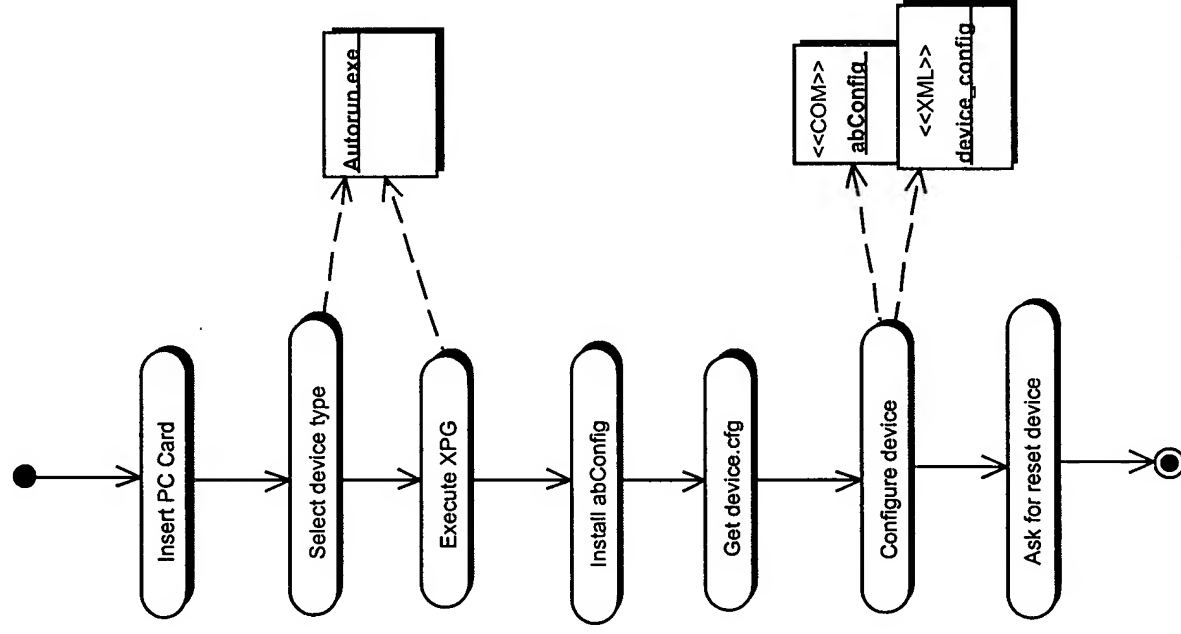 Insert PC Card
Select device type
Execute XPG
Install abConfig
Get device.cfg
Configure device
Ask for reset device
Autorun.exe
<<COM>>
abConfig
<<XML>>
device_config